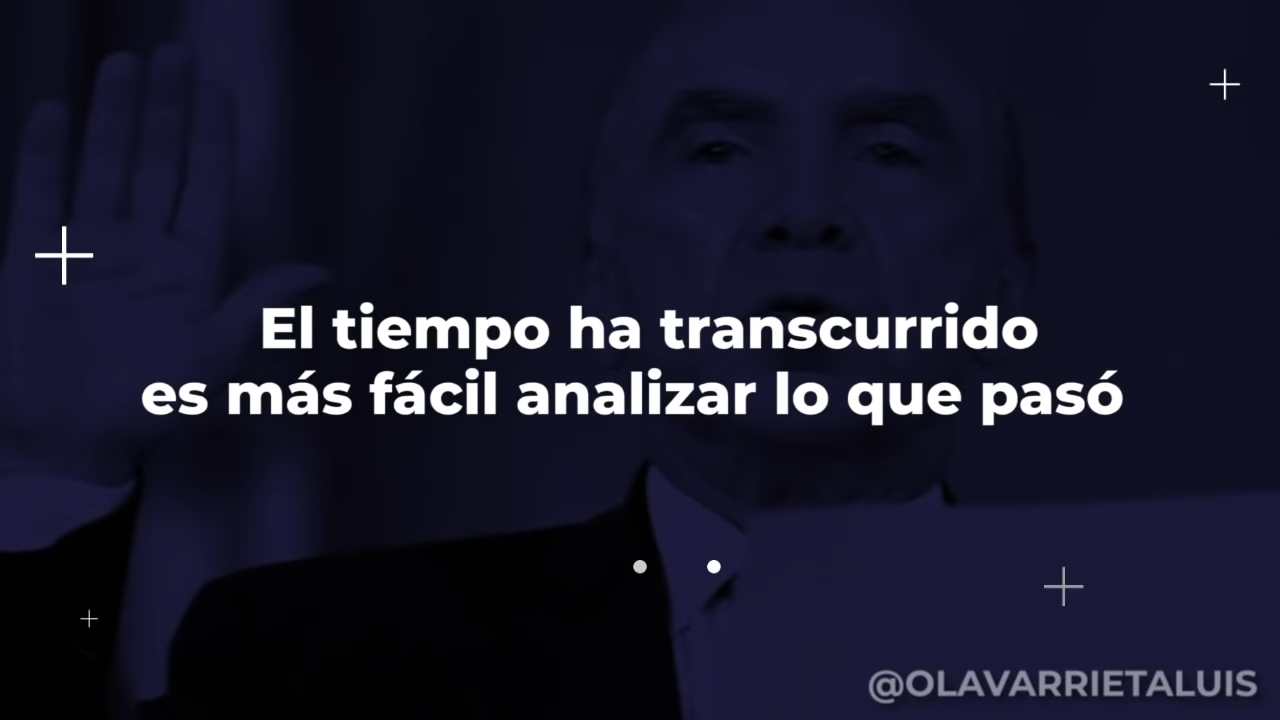 El tiempo ha transcurrido
es más fácil analizar lo que pasó
@OLAVARRIETALUIS